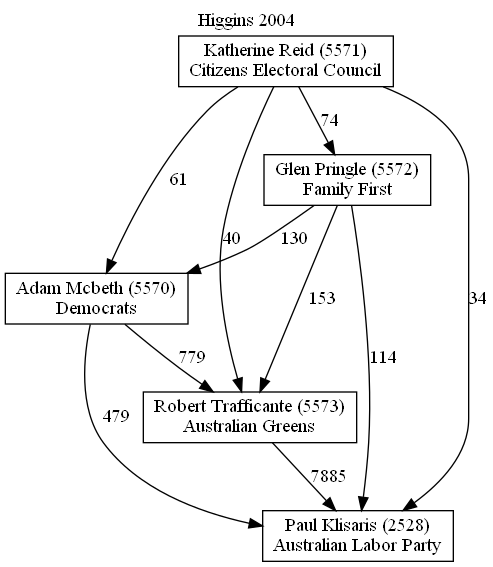 Higgins 2004
Katherine Reid (5571)
Citizens Electoral Council
74
Glen Pringle (5572)
Family First
61
40
130
34
Adam Mcbeth (5570)
Democrats
153
779
114
Robert Trafficante (5573)
Australian Greens
479
7885
Paul Klisaris (2528)
Australian Labor Party